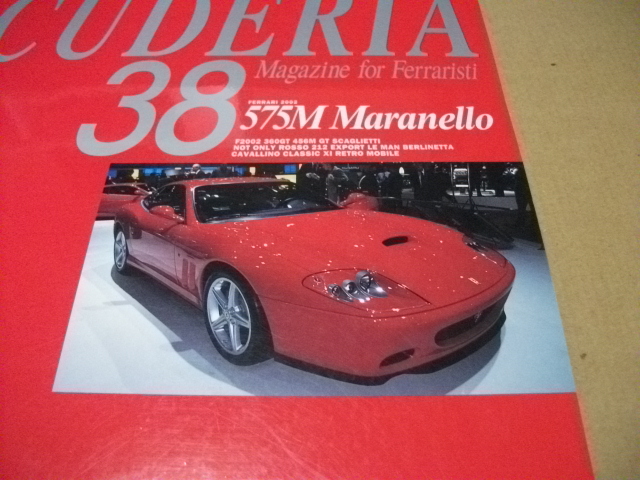 CUDERIA
Magazine for Ferraristi
38
FERRARI 2002
575M Maranello
F2002 360GT 456M GT SCAGLIETTI
NOT ONLY ROSSO 212 EXPORT LE MAN BERLINETTA
CAVALLINO CLASSIC XI RETRO MOBILE